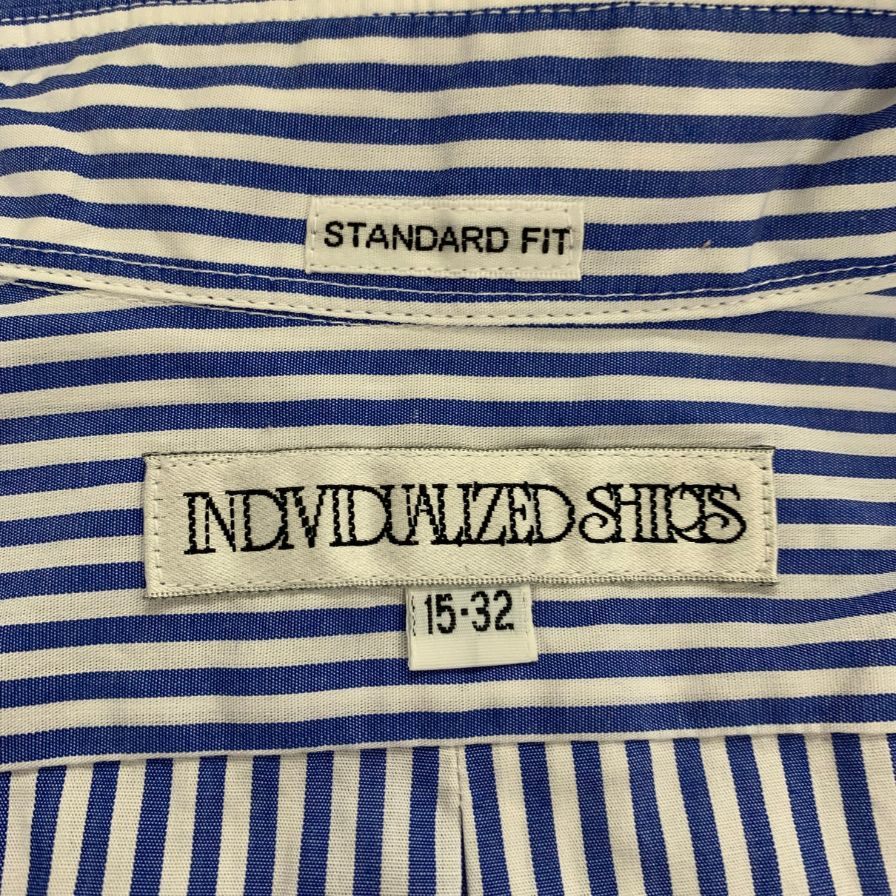 STANDARD FIT
INDIVIDUALIZED SHIRTS
15·32